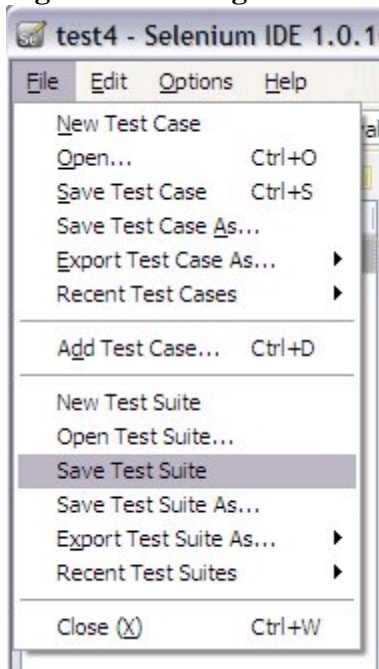 test4 - Selenium IDE 1.0.1
File Edit Options Help
New Test Case
Open... Ctrl+O
Save Test Case Ctrl+S
Save Test Case As...
Export Test Case As...
Recent Test Cases
Add Test Case... Ctrl+D
New Test Suite
Open Test Suite...
Save Test Suite
Save Test Suite As...
Export Test Suite As...
Recent Test Suites
Close (X) Ctrl+W